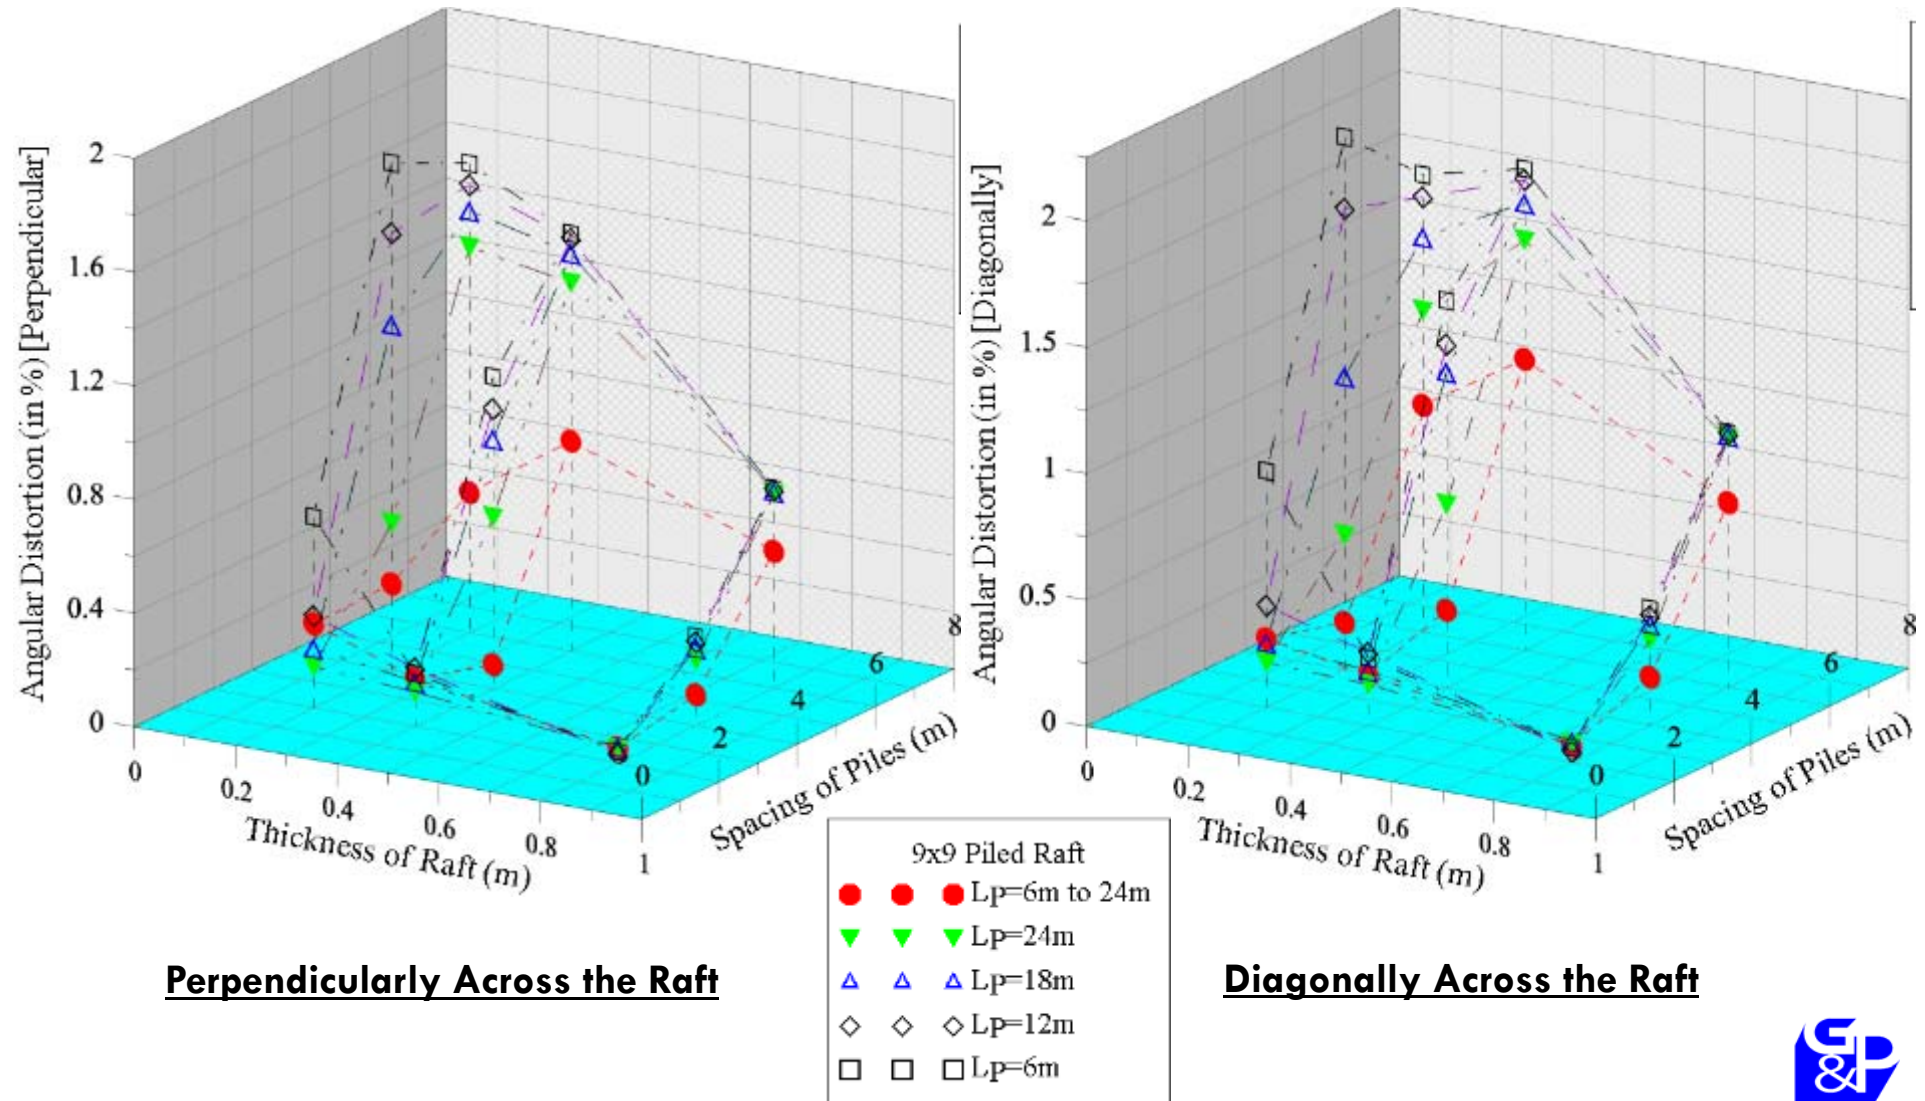 Angular Distortion (in %) [Perpendicular]
2
1.6
1.2
0.8
0.4
0
0
0.2
0.4
0.6
0.8
1
Thickness of Raft (m)
0
2
4
6
8
Spacing of Piles (m)
Perpendicularly Across the Raft
Angular Distortion (in %) [Diagonally]
2
1.5
1
0.5
0
0
0.2
0.4
0.6
0.8
1
Thickness of Raft (m)
0
2
4
6
8
Spacing of Piles (m)
Diagonally Across the Raft
9x9 Piled Raft
Lp=6m to 24m
Lp=24m
Lp=18m
Lp=12m
Lp=6m
G&P